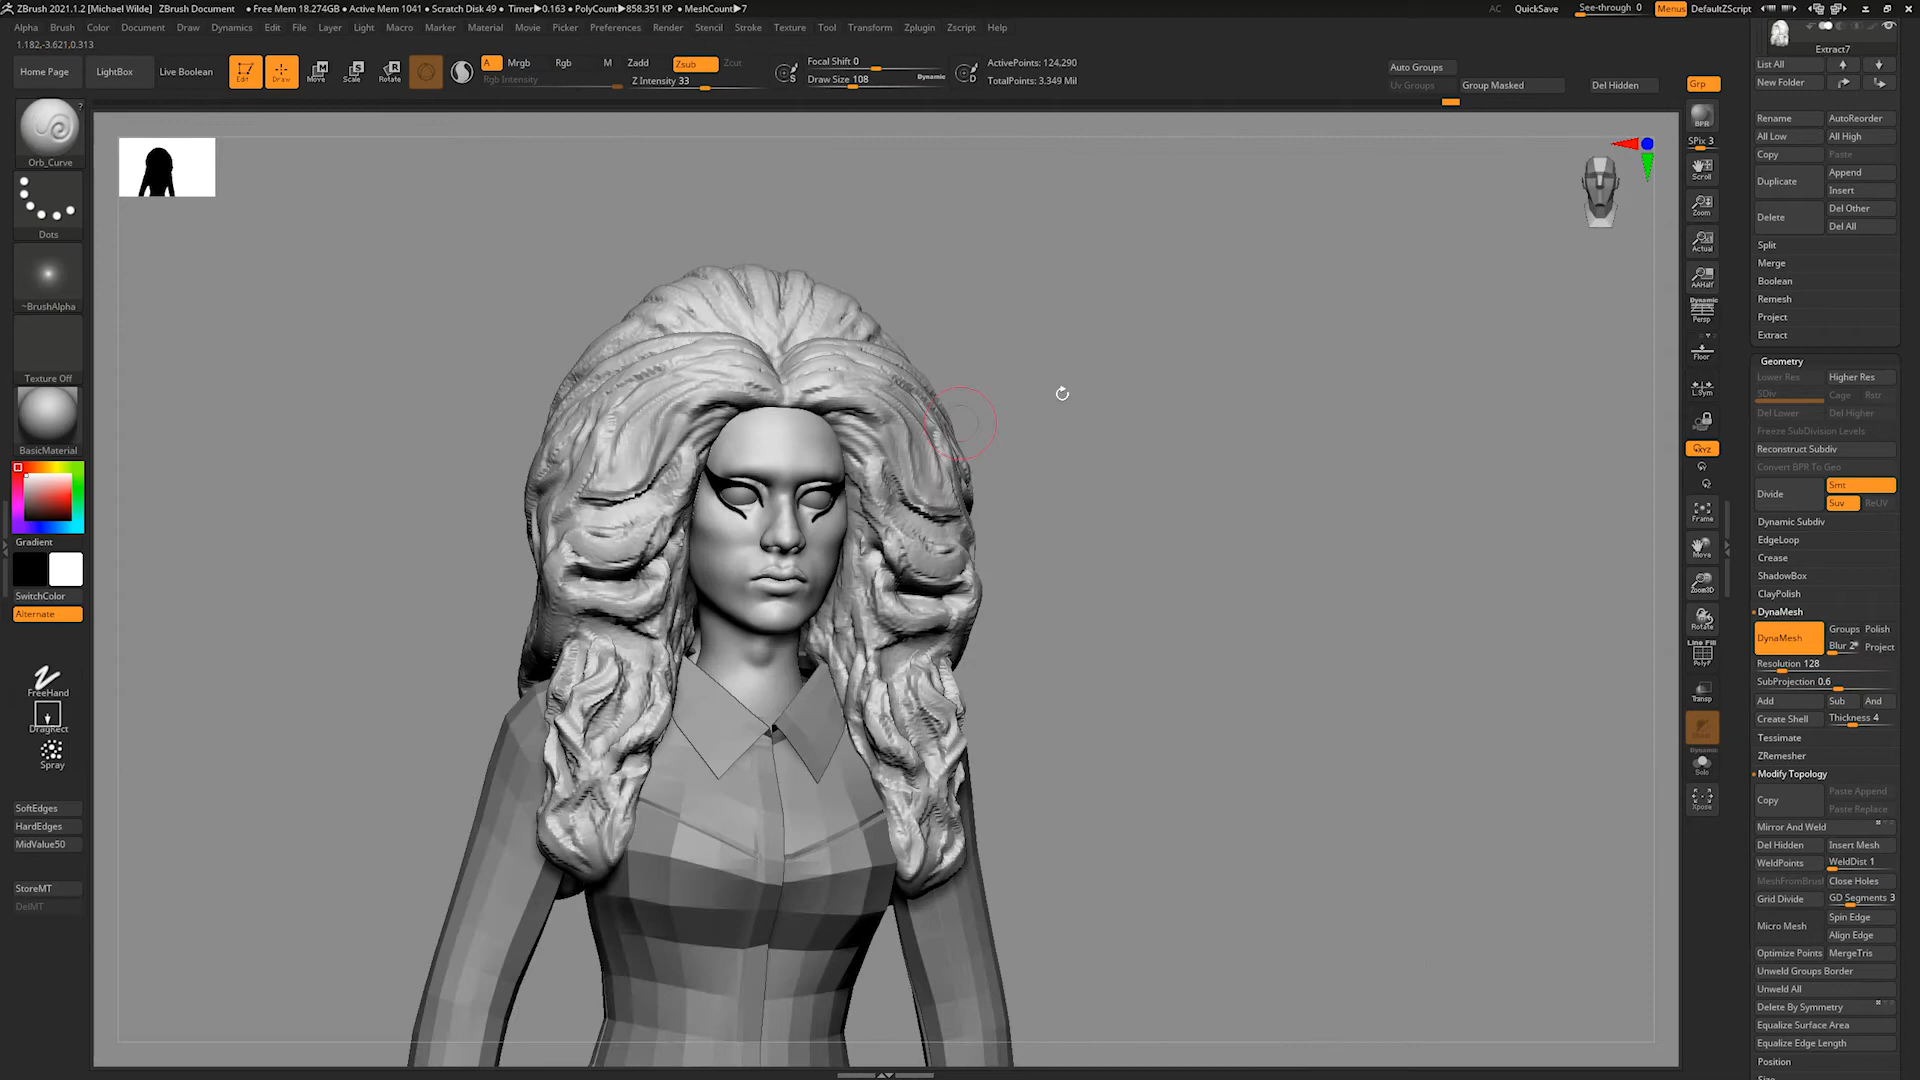 ZBrush 2021.1.2 [Michael Wilde] ZBrush Document • Free Mem 18.274GB • Active Mem 1041 • Scratch Disk 49 • Timer▶0.163 • PolyCount▶858.351 KP • MeshCount▶7 AC QuickSave See-through 0 Menus DefaultZScript
Alpha Brush Color Document Draw Dynamics Edit File Layer Light Macro Marker Material Movie Picker Preferences Render Stencil Stroke Texture Tool Transform Zplugin Zscript Help
1.182,-3.621,0.313
Home Page LightBox Live Boolean Edit Draw Move Scale Rotate
A Mrgb Rgb M Zadd Zsub Zcut
Rgb Intensity Z Intensity 33
Focal Shift 0
Draw Size 108 Dynamic
S
D
ActivePoints: 124,290
TotalPoints: 3.349 Mil
Auto Groups
Uv Groups Group Masked Del Hidden Grp
Orb_Curve
Dots
~BrushAlpha
Texture Off
BasicMaterial
Gradient
SwitchColor
Alternate
FreeHand
DragRect
Spray
SoftEdges
HardEdges
MidValue50
StoreMT
DelMT
BPR
SPix 3
Scroll
Zoom
Actual
AAHalf
Dynamic
Persp
Floor
L.Sym
XYZ
Frame
Move
Zoom3D
Rotate
Line Fill
PolyF
Transp
Dynamic
Solo
Xpose
Extract7
List All
New Folder
Rename AutoReorder
All Low All High
Copy Paste
Duplicate Append
Insert
Delete Del Other
Del All
Split
Merge
Boolean
Remesh
Project
Extract
Geometry
Lower Res Higher Res
SDiv Cage Rstr
Del Lower Del Higher
Freeze SubDivision Levels
Reconstruct Subdiv
Convert BPR To Geo
Divide Smt
Suv ReUV
Dynamic Subdiv
EdgeLoop
Crease
ShadowBox
ClayPolish
DynaMesh
DynaMesh Groups Polish
Blur 2 Project
Resolution 128
SubProjection 0.6
Add Sub And
Create Shell Thickness 4
Tessimate
ZRemesher
Modify Topology
Copy Paste Append
Paste Replace
Mirror And Weld
Del Hidden Insert Mesh
WeldPoints WeldDist 1
MeshFromBrush Close Holes
Grid Divide GD Segments 3
Micro Mesh Spin Edge
Align Edge
Optimize Points MergeTris
Unweld Groups Border
Unweld All
Delete By Symmetry
Equalize Surface Area
Equalize Edge Length
Position